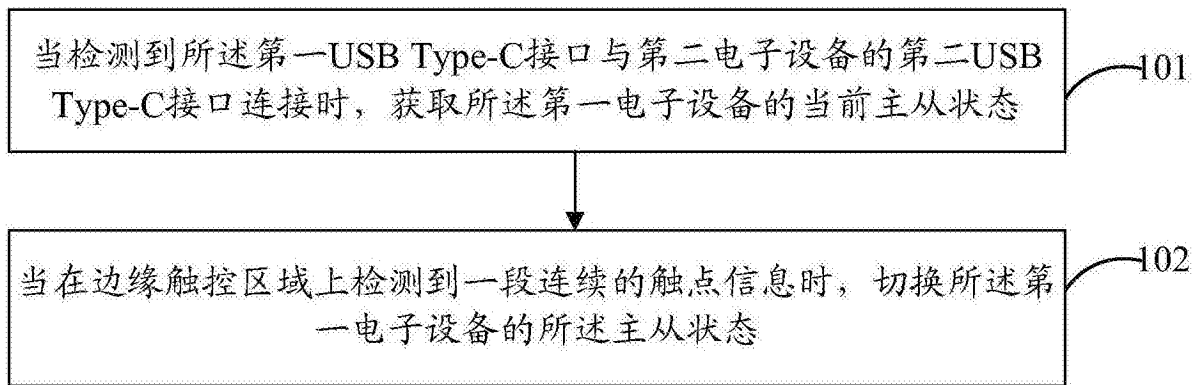 当检测到所述第一USB Type-C接口与第二电子设备的第二USB
Type-C接口连接时，获取所述第一电子设备的当前主从状态
101
当在边缘触控区域上检测到一段连续的触点信息时，切换所述第
一电子设备的所述主从状态
102